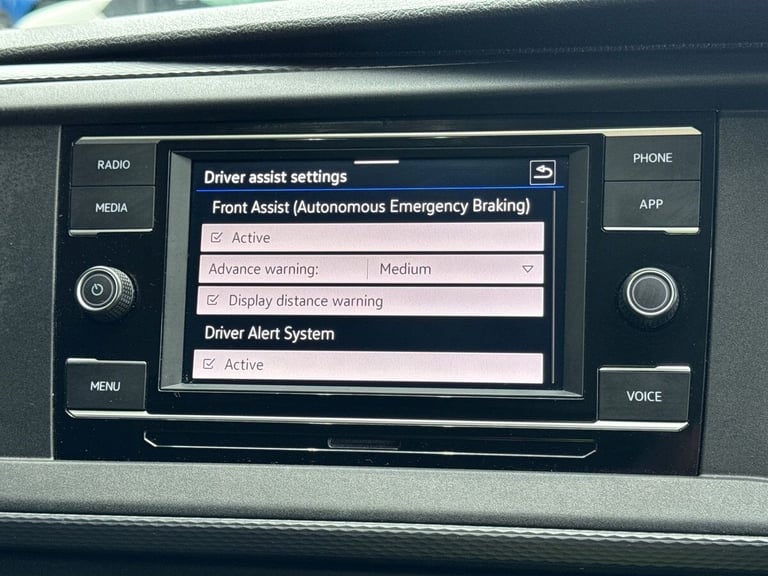 RADIO
MEDIA
MENU
Driver assist settings
Front Assist (Autonomous Emergency Braking)
Active
Advance warning: Medium
Display distance warning
Driver Alert System
Active
PHONE
APP
VOICE